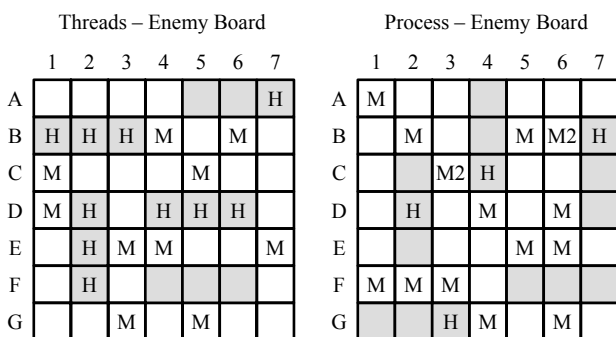 Threads – Enemy Board Process – Enemy Board
1 2 3 4 5 6 7 1 2 3 4 5 6 7
A H A M
B H H H M M B M M M2 H
C M M C M2 H
D M H H H H D H M M
E H M M M E M M
F H F M M M
G M M G H M M